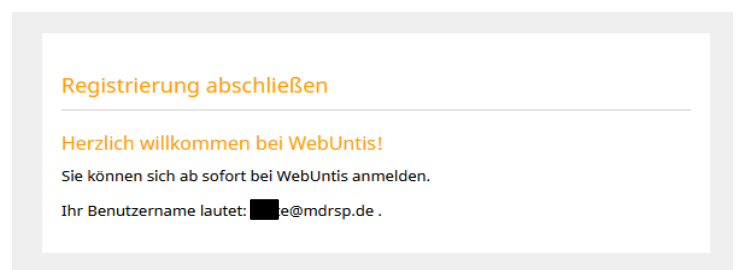 Registrierung abschließen
Herzlich willkommen bei WebUntis!
Sie können sich ab sofort bei WebUntis anmelden.
Ihr Benutzername lautet: e@mdrsp.de .